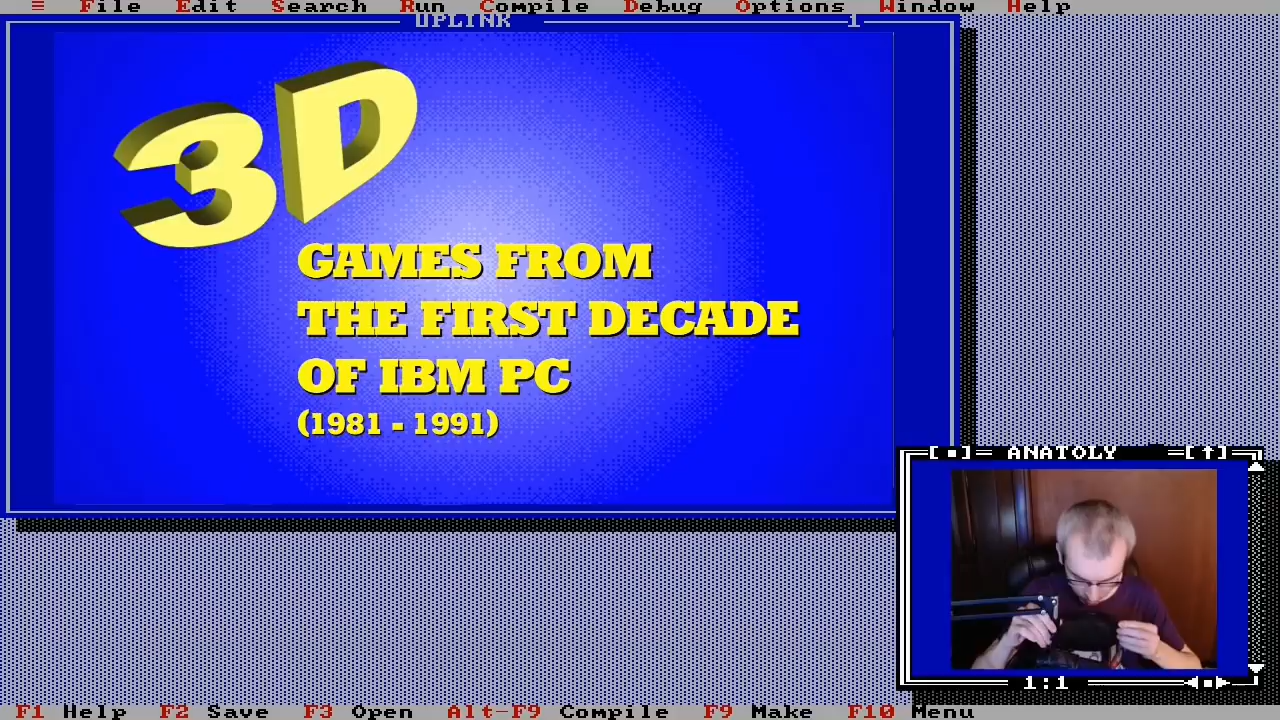 ≡ File Edit Search Run Compile Debug Options Window Help
UPLINK 1
3D
GAMES FROM
THE FIRST DECADE
OF IBM PC
(1981 - 1991)
[▪] ANATOLY [↑]
1:1
F1 Help F2 Save F3 Open Alt-F9 Compile F9 Make F10 Menu